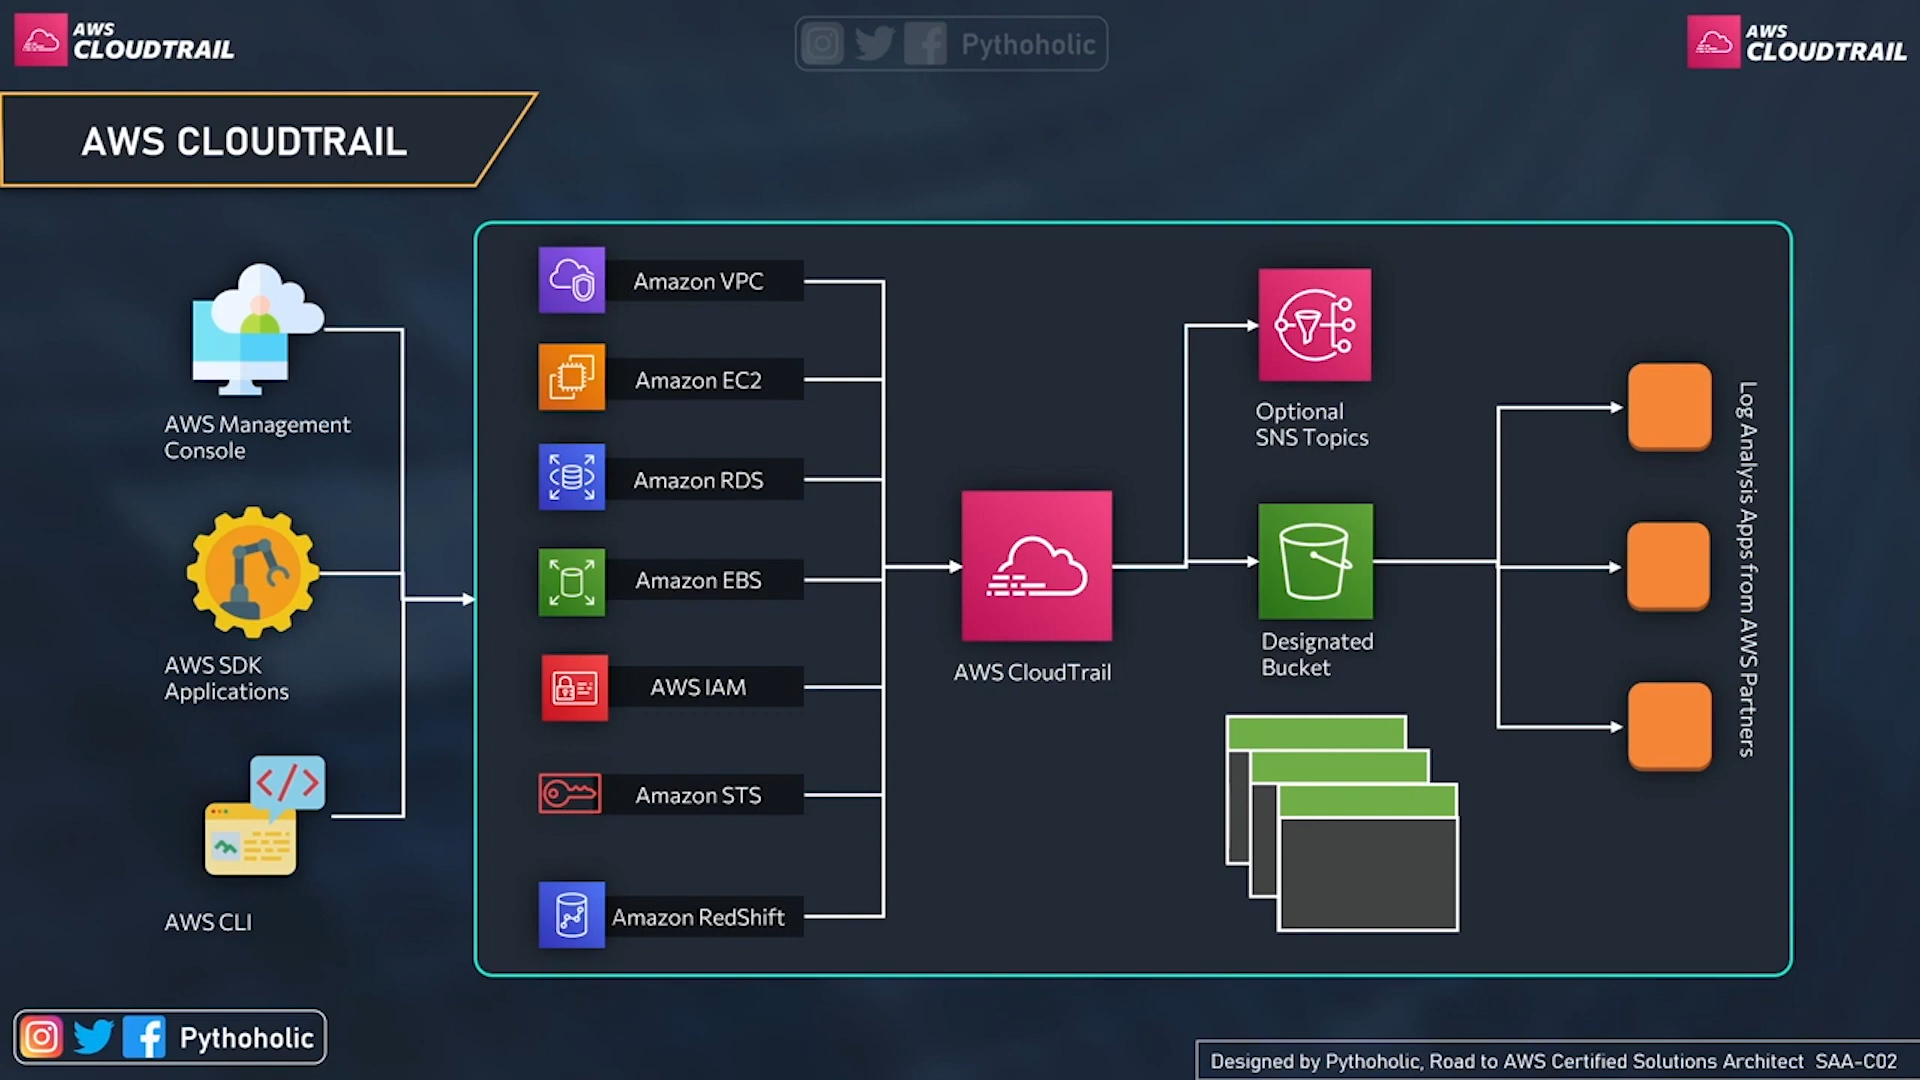 AWS
CLOUDTRAIL
Pythoholic
AWS
CLOUDTRAIL
AWS CLOUDTRAIL
AWS Management
Console
AWS SDK
Applications
AWS CLI
Amazon VPC
Amazon EC2
Amazon RDS
Amazon EBS
AWS IAM
Amazon STS
Amazon RedShift
AWS CloudTrail
Optional
SNS Topics
Designated
Bucket
Log Analysis Apps from AWS Partners
Pythoholic
Designed by Pythoholic, Road to AWS Certified Solutions Architect SAA-C02